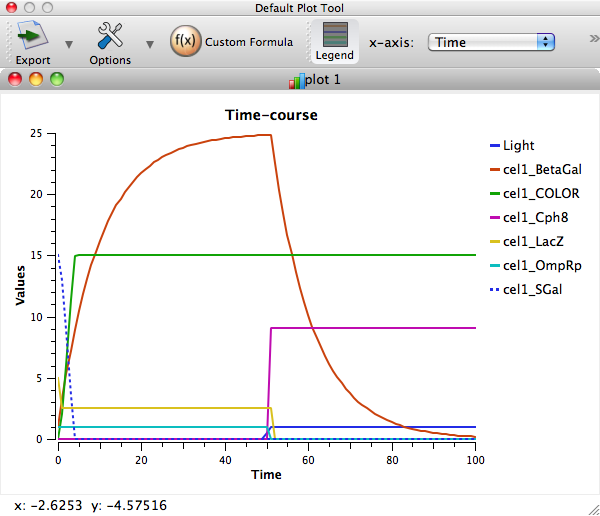 Default Plot Tool
Export
Options
f(x) Custom Formula
Legend
x-axis: Time
»
plot 1
Time-course
25
20
15
10
5
0
Values
0 20 40 60 80 100
Time
Light
cel1_BetaGal
cel1_COLOR
cel1_Cph8
cel1_LacZ
cel1_OmpRp
cel1_SGal
x: -2.6253 y: -4.57516